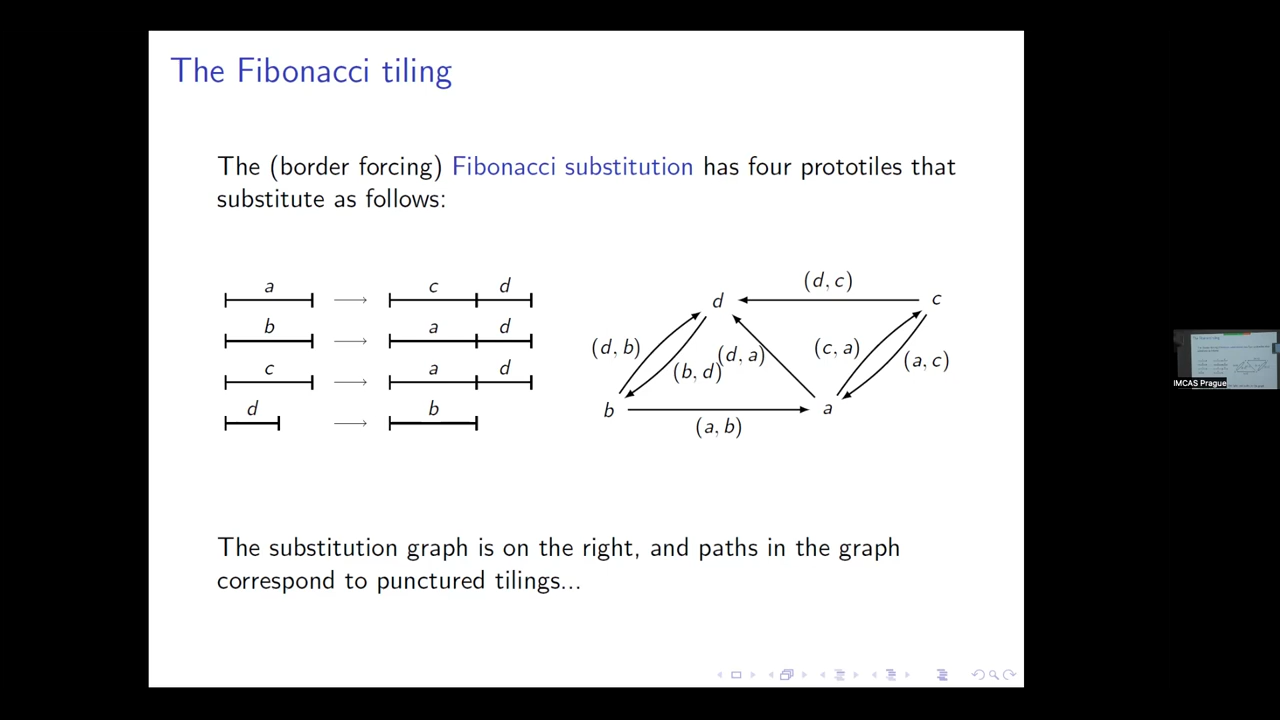 The Fibonacci tiling
The (border forcing) Fibonacci substitution has four prototiles that
substitute as follows:
a → c d
b → a d
c → a d
d → b
(d, c)
d
c
(d, b)
(b, d)
(d, a)
(c, a)
(a, c)
b
a
(a, b)
The substitution graph is on the right, and paths in the graph
correspond to punctured tilings...
IMCAS Prague